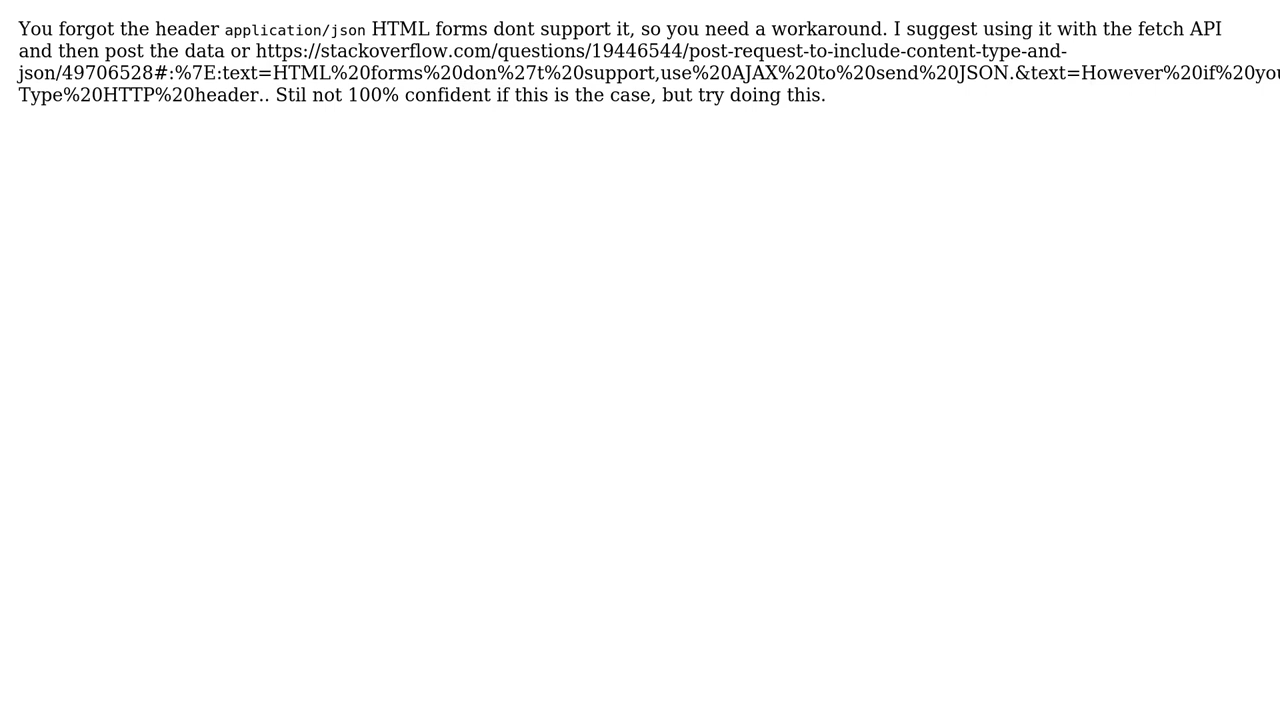 You forgot the header application/json HTML forms dont support it, so you need a workaround. I suggest using it with the fetch API
and then post the data or https://stackoverflow.com/questions/19446544/post-request-to-include-content-type-and-
json/49706528#:%7E:text=HTML%20forms%20don%27t%20support,use%20AJAX%20to%20send%20JSON.&text=However%20if%20you
Type%20HTTP%20header.. Stil not 100% confident if this is the case, but try doing this.